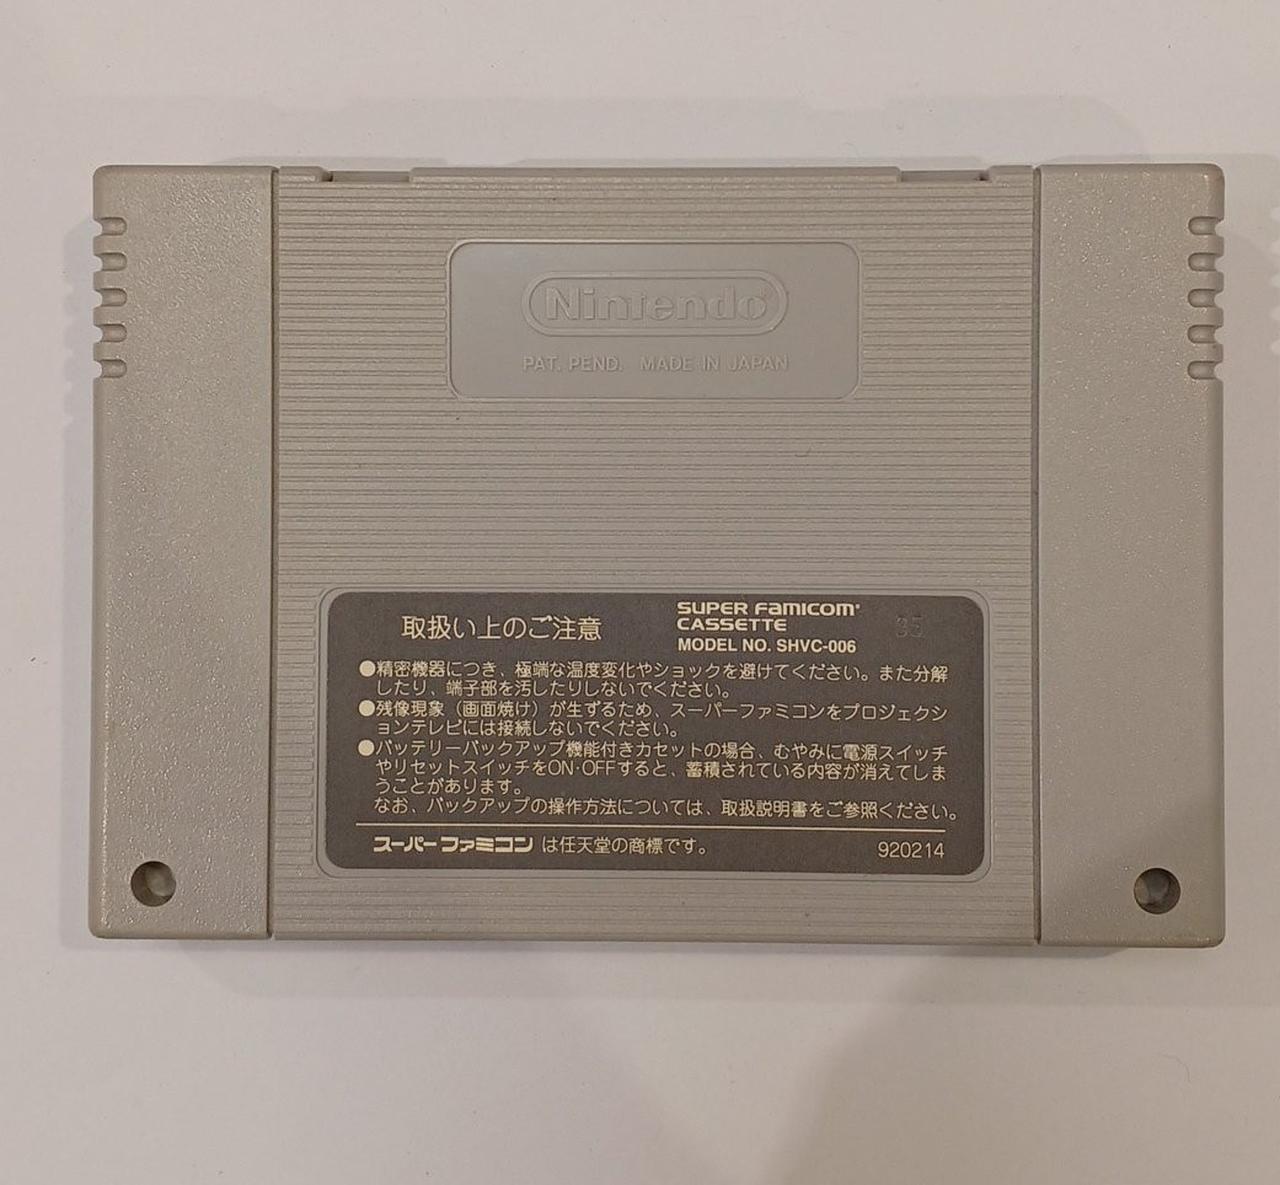 Nintendo
PAT. PEND. MADE IN JAPAN
取扱い上のご注意
SUPER FAMICOM
CASSETTE
MODEL NO. SHVC-006
35
●精密機器につき、極端な温度変化やショックを避けてください。また分解
したり、端子部を汚したりしないでください。
●残像現象（画面焼け）が生ずるため、スーパーファミコンをプロジェクシ
ョンテレビには接続しないでください。
●バッテリーバックアップ機能付きカセットの場合、むやみに電源スイッチ
やリセットスイッチをON·OFFすると、蓄積されている内容が消えてしま
うことがあります。
なお、バックアップの操作方法については、取扱説明書をご参照ください。
スーパーファミコン は任天堂の商標です。
920214